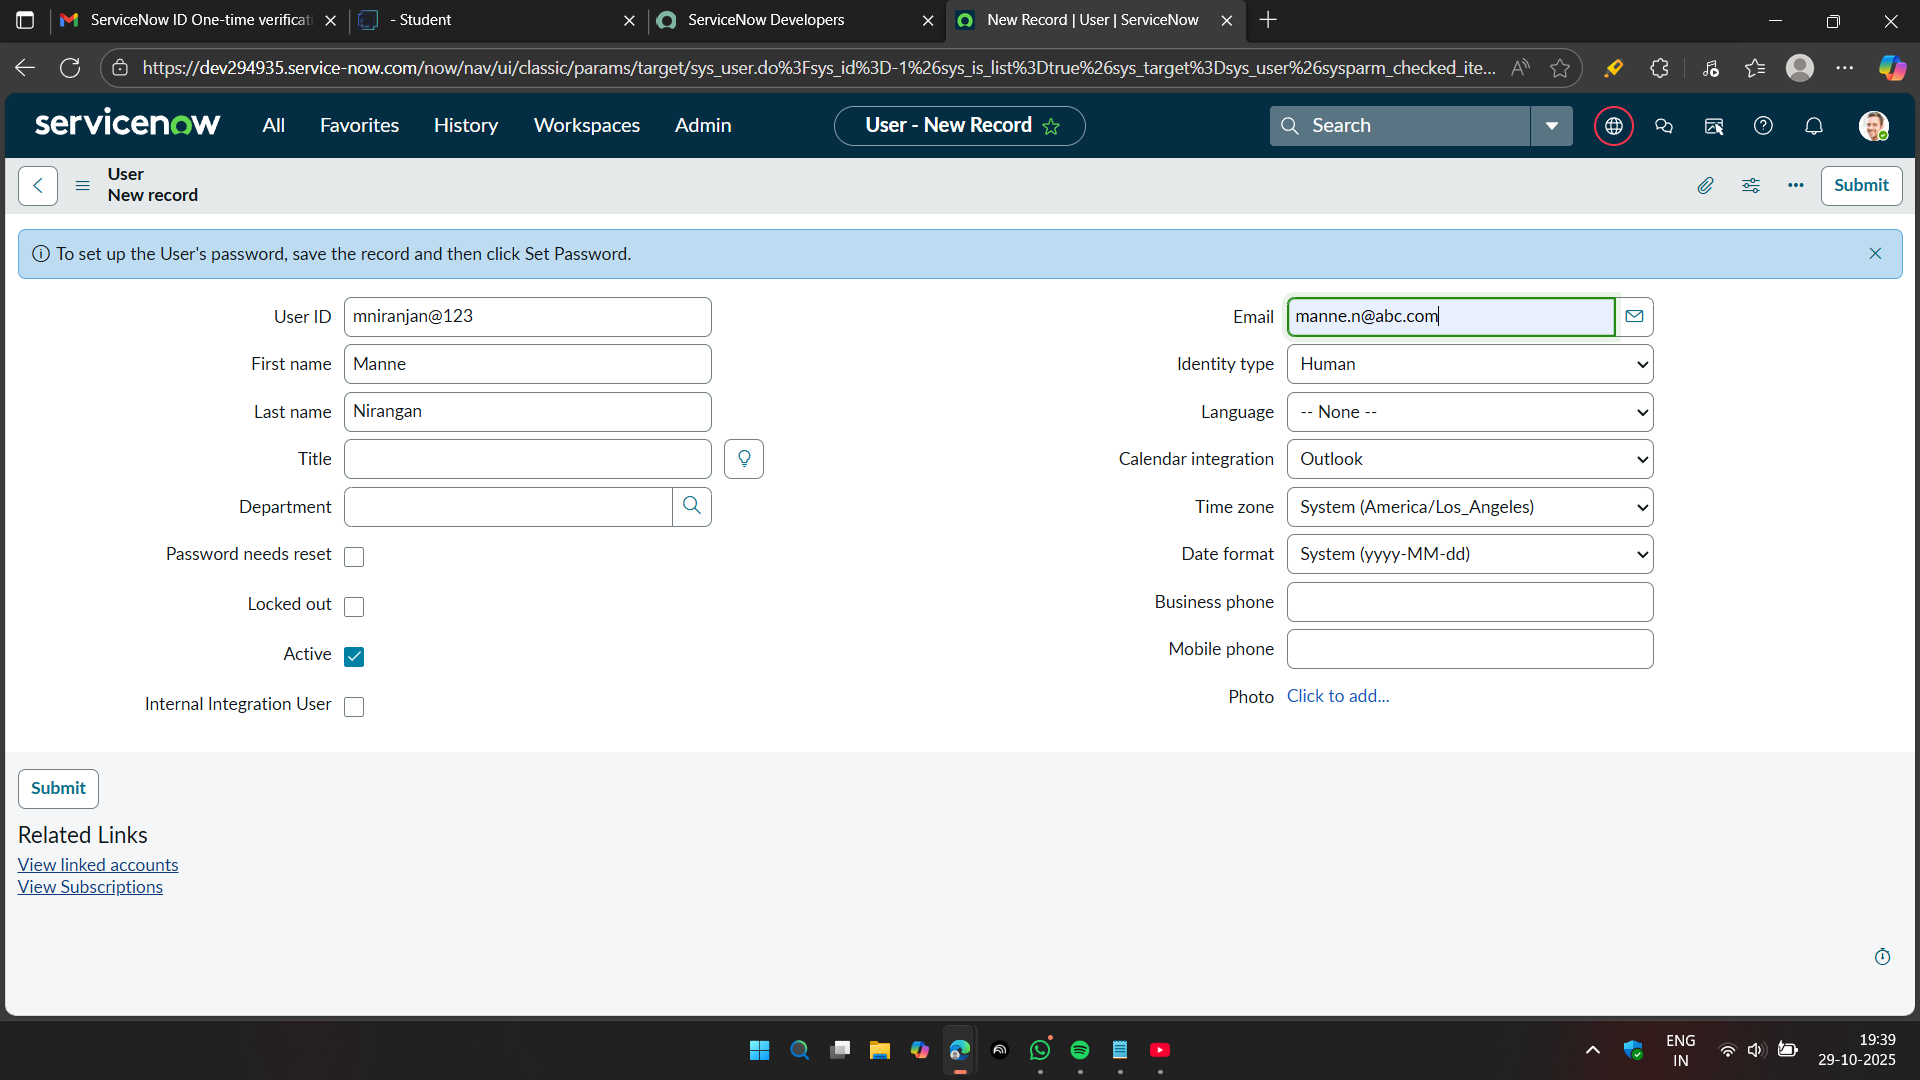 ServiceNow ID One-time verificati
- Student
ServiceNow Developers
New Record | User | ServiceNow
https://dev294935.service-now.com/now/nav/ui/classic/params/target/sys_user.do%3Fsys_id%3D-1%26sys_is_list%3Dtrue%26sys_target%3Dsys_user%26sysparm_checked_ite...
servicenow
All
Favorites
History
Workspaces
Admin
User - New Record
Search
User
New record
Submit
To set up the User's password, save the record and then click Set Password.
User ID
mniranjan@123
First name
Manne
Last name
Nirangan
Title
Department
Password needs reset
Locked out
Active
Internal Integration User
Email
manne.n@abc.com
Identity type
Human
Language
-- None --
Calendar integration
Outlook
Time zone
System (America/Los_Angeles)
Date format
System (yyyy-MM-dd)
Business phone
Mobile phone
Photo
Click to add...
Submit
Related Links
View linked accounts
View Subscriptions
ENG
IN
19:39
29-10-2025